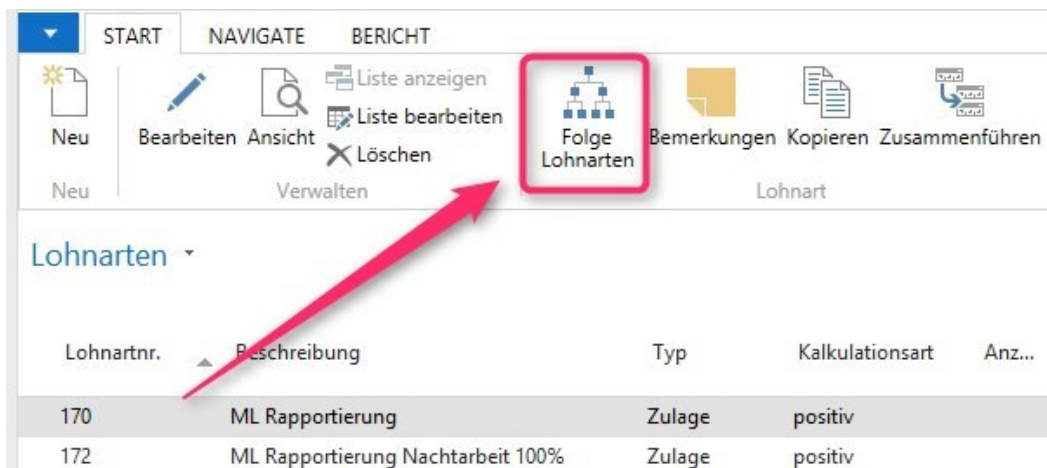 START NAVIGATE BERICHT
Liste anzeigen
Liste bearbeiten
Löschen
Neu Bearbeiten Ansicht Folge Lohnarten Bemerkungen Kopieren Zusammenführen
Neu Verwalten Lohnart
Lohnarten
Lohnartnr. Beschreibung Typ Kalkulationsart Anz...
170 ML Rapportierung Zulage positiv
172 ML Rapportierung Nachtarbeit 100% Zulage positiv